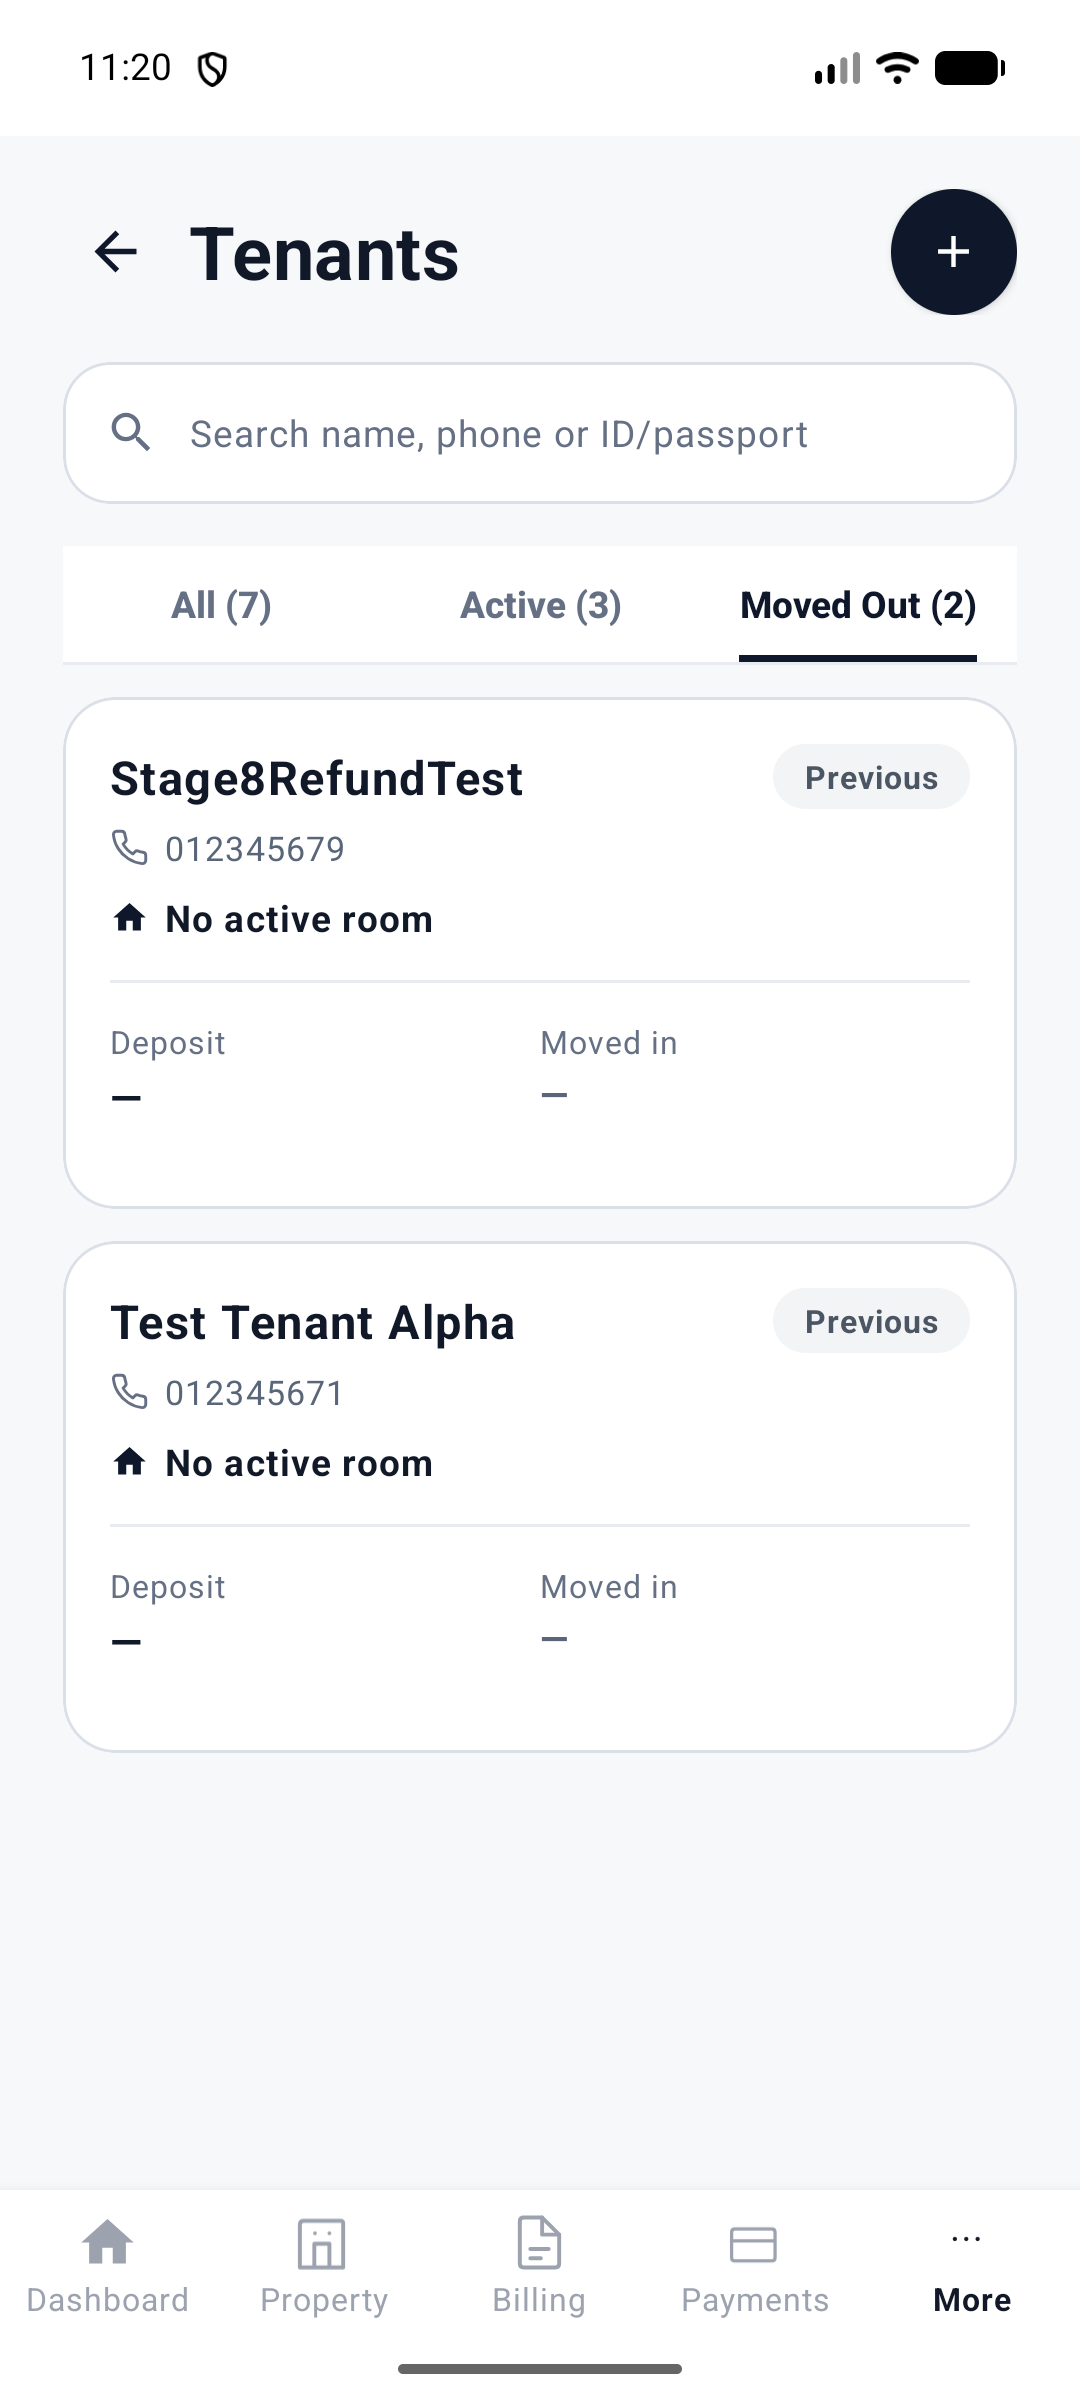 11:20
Tenants
Search name, phone or ID/passport
All (7) Active (3) Moved Out (2)
Stage8RefundTest Previous
012345679
No active room
Deposit Moved in
– –
Test Tenant Alpha Previous
012345671
No active room
Deposit Moved in
– –
Dashboard Property Billing Payments More